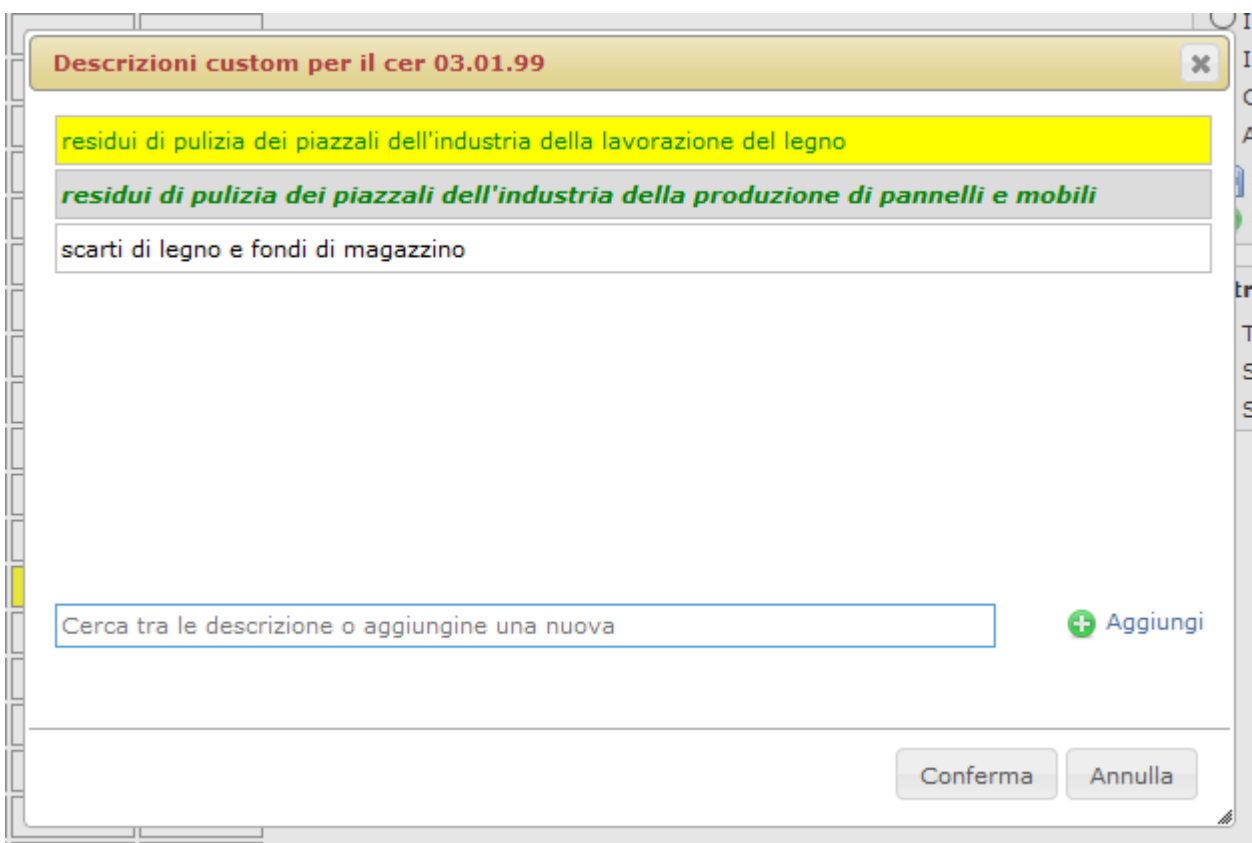 Descrizioni custom per il cer 03.01.99
residui di pulizia dei piazzali dell'industria della lavorazione del legno
residui di pulizia dei piazzali dell'industria della produzione di pannelli e mobili
scarti di legno e fondi di magazzino
Cerca tra le descrizione o aggiungine una nuova
Aggiungi
Conferma
Annulla